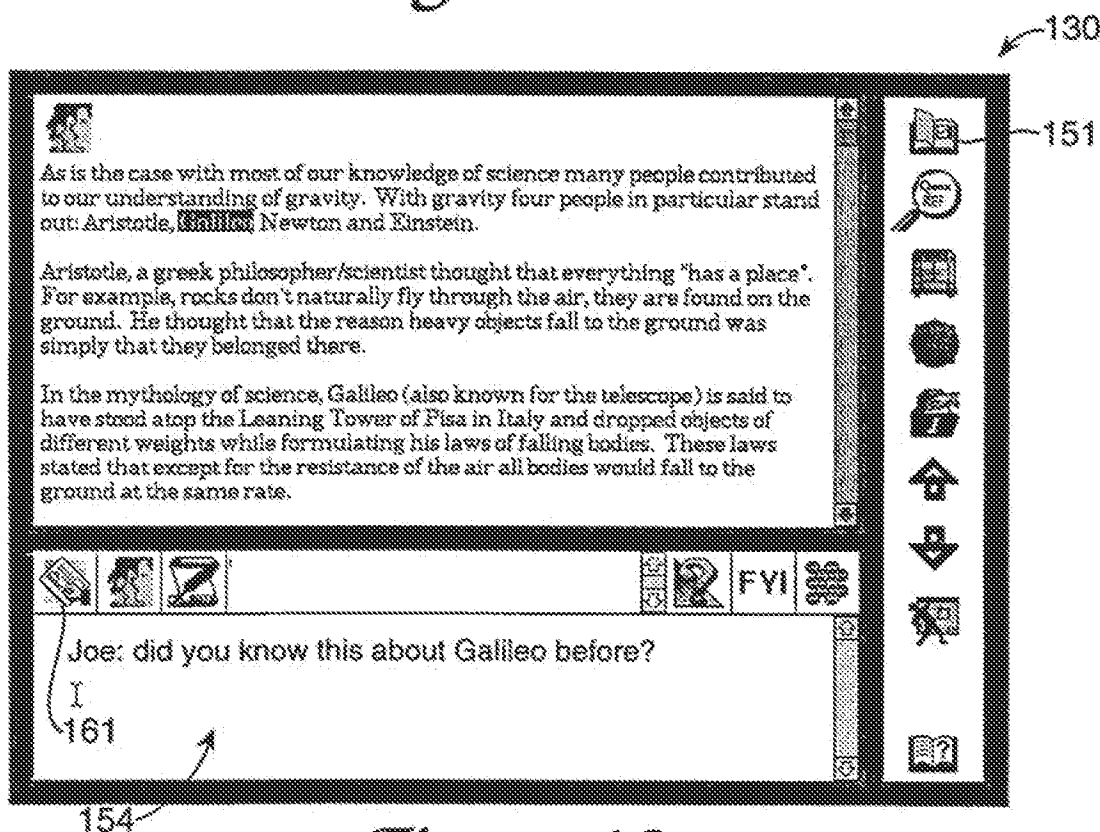 130
151
As is the case with most of our knowledge of science many people contributed
to our understanding of gravity. With gravity four people in particular stand
out: Aristotle, Galileo, Newton and Einstein.
Aristotle, a greek philosopher/scientist thought that everything "has a place".
For example, rocks don't naturally fly through the air, they are found on the
ground. He thought that the reason heavy objects fall to the ground was
simply that they belonged there.
In the mythology of science, Galileo (also known for the telescope) is said to
have stood atop the Leaning Tower of Pisa in Italy and dropped objects of
different weights while formulating his laws of falling bodies. These laws
stated that except for the resistance of the air all bodies would fall to the
ground at the same rate.
FYI
Joe: did you know this about Galileo before?
161
154